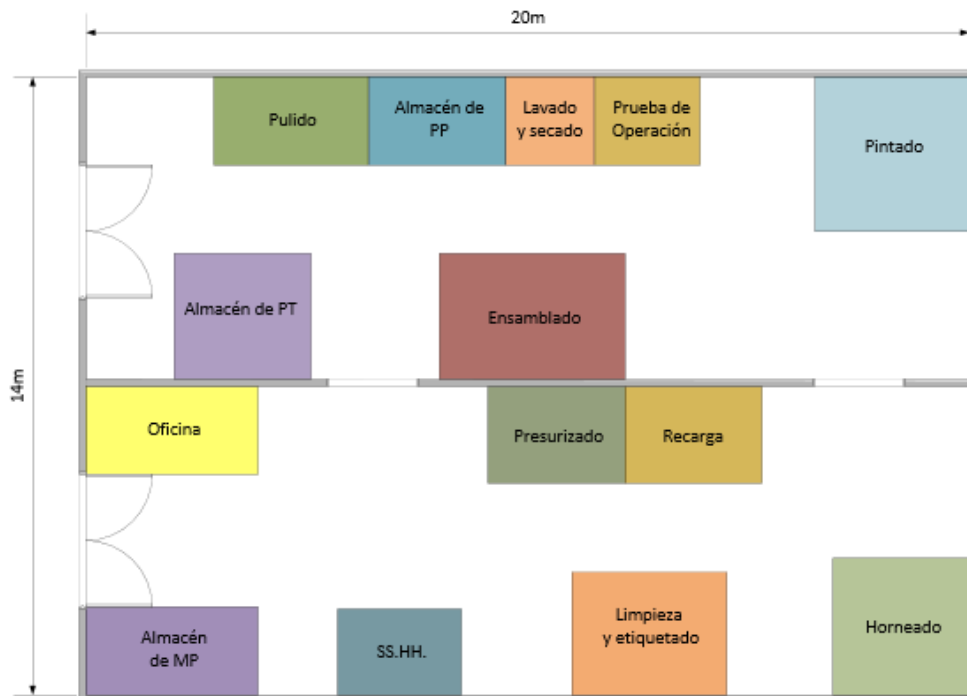 20m
Pulido
Almacén de
PP
Lavado
y secado
Prueba de
Operación
Pintado
Almacén de PT
Ensamblado
14m
Oficina
Presurizado
Recarga
Almacén
de MP
SS.HH.
Limpieza
y etiquetado
Horneado